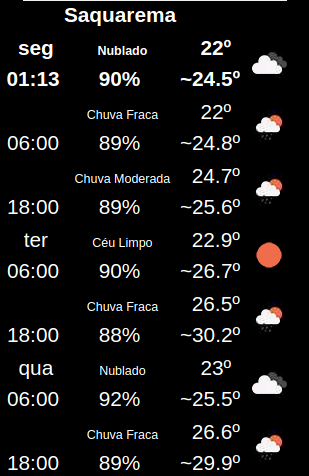 Saquarema
seg Nublado 22º
01:13 90% ~24.5º
Chuva Fraca 22º
06:00 89% ~24.8º
Chuva Moderada 24.7º
18:00 89% ~25.6º
ter Céu Limpo 22.9º
06:00 90% ~26.7º
Chuva Fraca 26.5º
18:00 88% ~30.2º
qua Nublado 23º
06:00 92% ~25.5º
Chuva Fraca 26.6º
18:00 89% ~29.9º